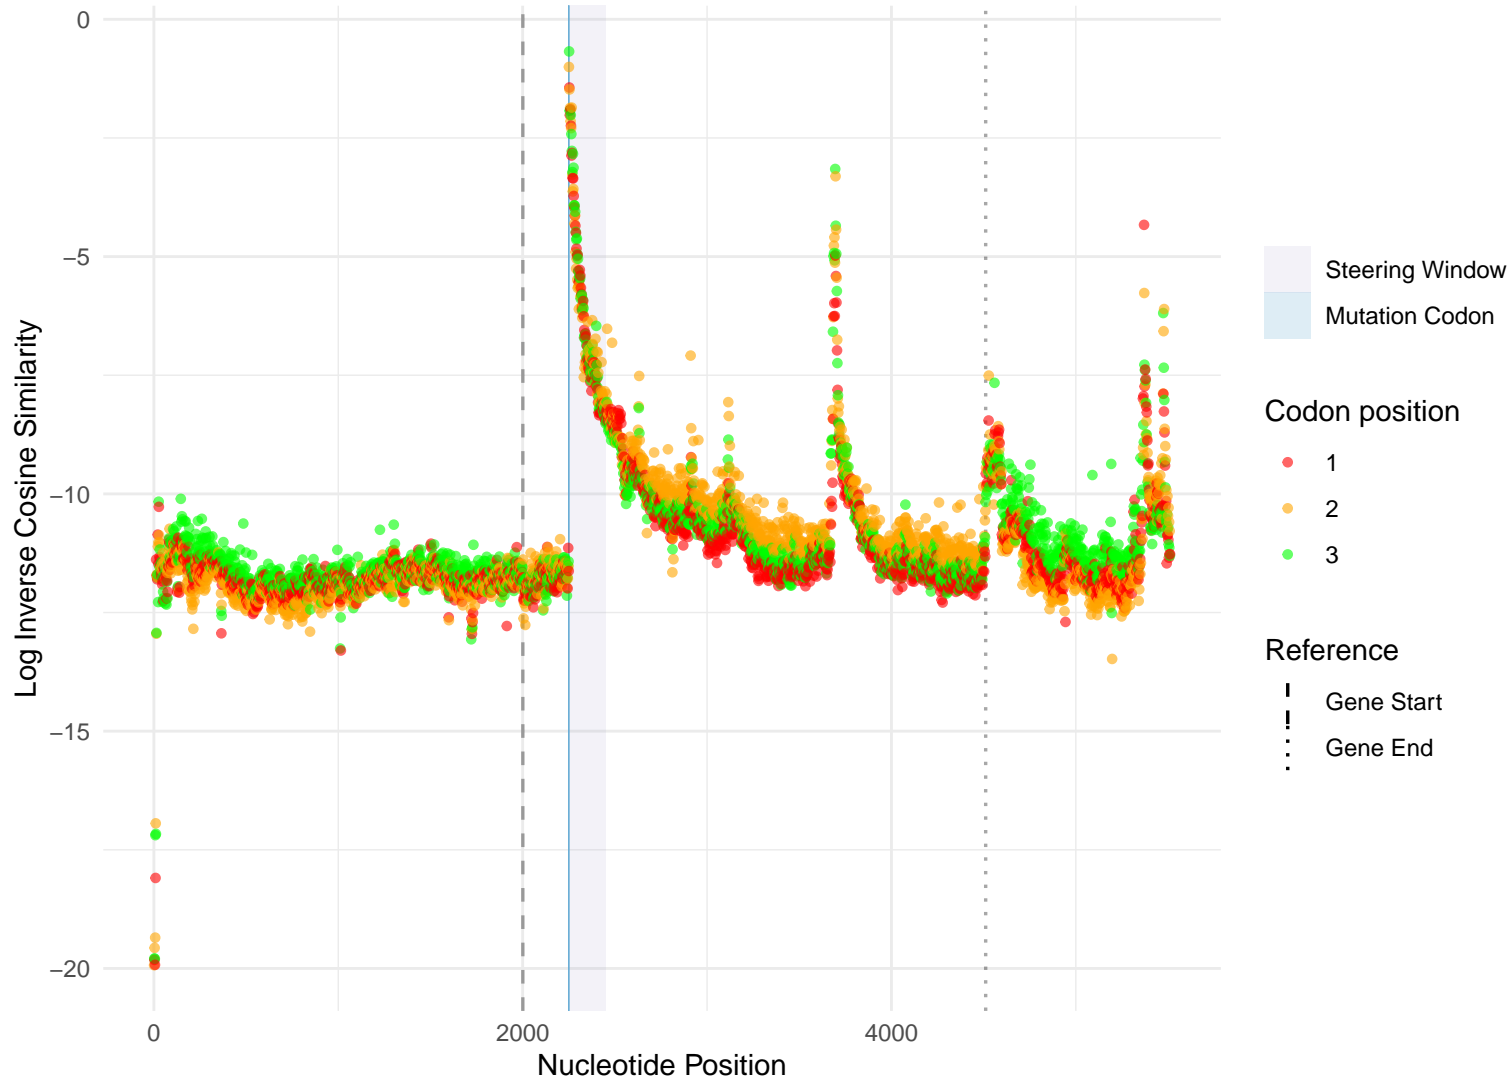 0
−5
−10
−15
−20
Log Inverse Cosine Similarity
0
2000
4000
Nucleotide Position
Steering Window
Mutation Codon
Codon position
1
2
3
Reference
Gene Start
Gene End